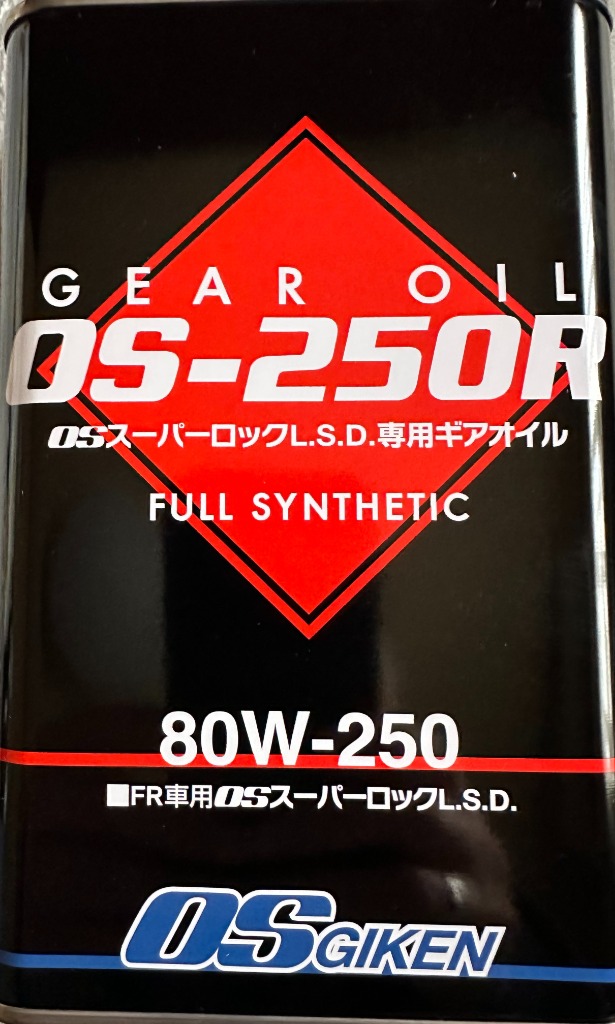 GEAR OIL
OS-250R
OSスーパーロックL.S.D.専用ギアオイル
FULL SYNTHETIC
80W-250
■FR車用OSスーパーロックL.S.D.
OS GIKEN